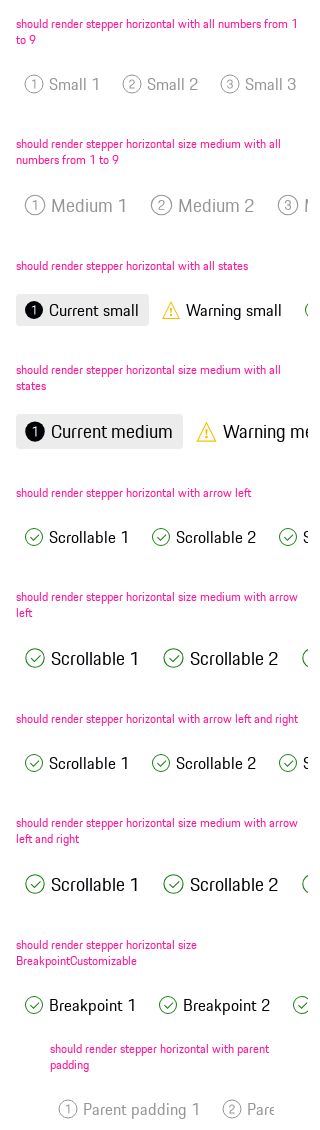 should render stepper horizontal with all numbers from 1
to 9
1 Small 1 2 Small 2 3 Small 3
should render stepper horizontal size medium with all
numbers from 1 to 9
1 Medium 1 2 Medium 2 3
should render stepper horizontal with all states
1 Current small Warning small
should render stepper horizontal size medium with all
states
1 Current medium Warning me
should render stepper horizontal with arrow left
Scrollable 1 Scrollable 2
should render stepper horizontal size medium with arrow
left
Scrollable 1 Scrollable 2
should render stepper horizontal with arrow left and right
Scrollable 1 Scrollable 2
should render stepper horizontal size medium with arrow
left and right
Scrollable 1 Scrollable 2
should render stepper horizontal size
BreakpointCustomizable
Breakpoint 1 Breakpoint 2
should render stepper horizontal with parent
padding
1 Parent padding 1 2 Pare